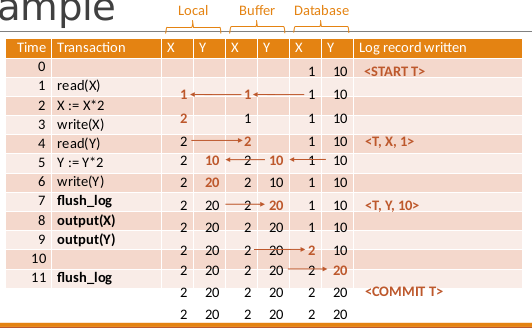 ample
Local Buffer Database
Time Transaction X Y X Y X Y Log record written
0 1 10 <START T>
1 read(X) 1 1 1 10
2 X := X*2 2 1 1 10
3 write(X) 2 2 1 10 <T, X, 1>
4 read(Y) 2 10 2 10 1 10
5 Y := Y*2 2 20 2 10 1 10
6 write(Y) 2 20 2 20 1 10 <T, Y, 10>
7 flush_log 2 20 2 20 1 10
8 output(X) 2 20 2 20 2 10
9 output(Y) 2 20 2 20 2 20
10 2 20 2 20 2 20 <COMMIT T>
11 flush_log 2 20 2 20 2 20